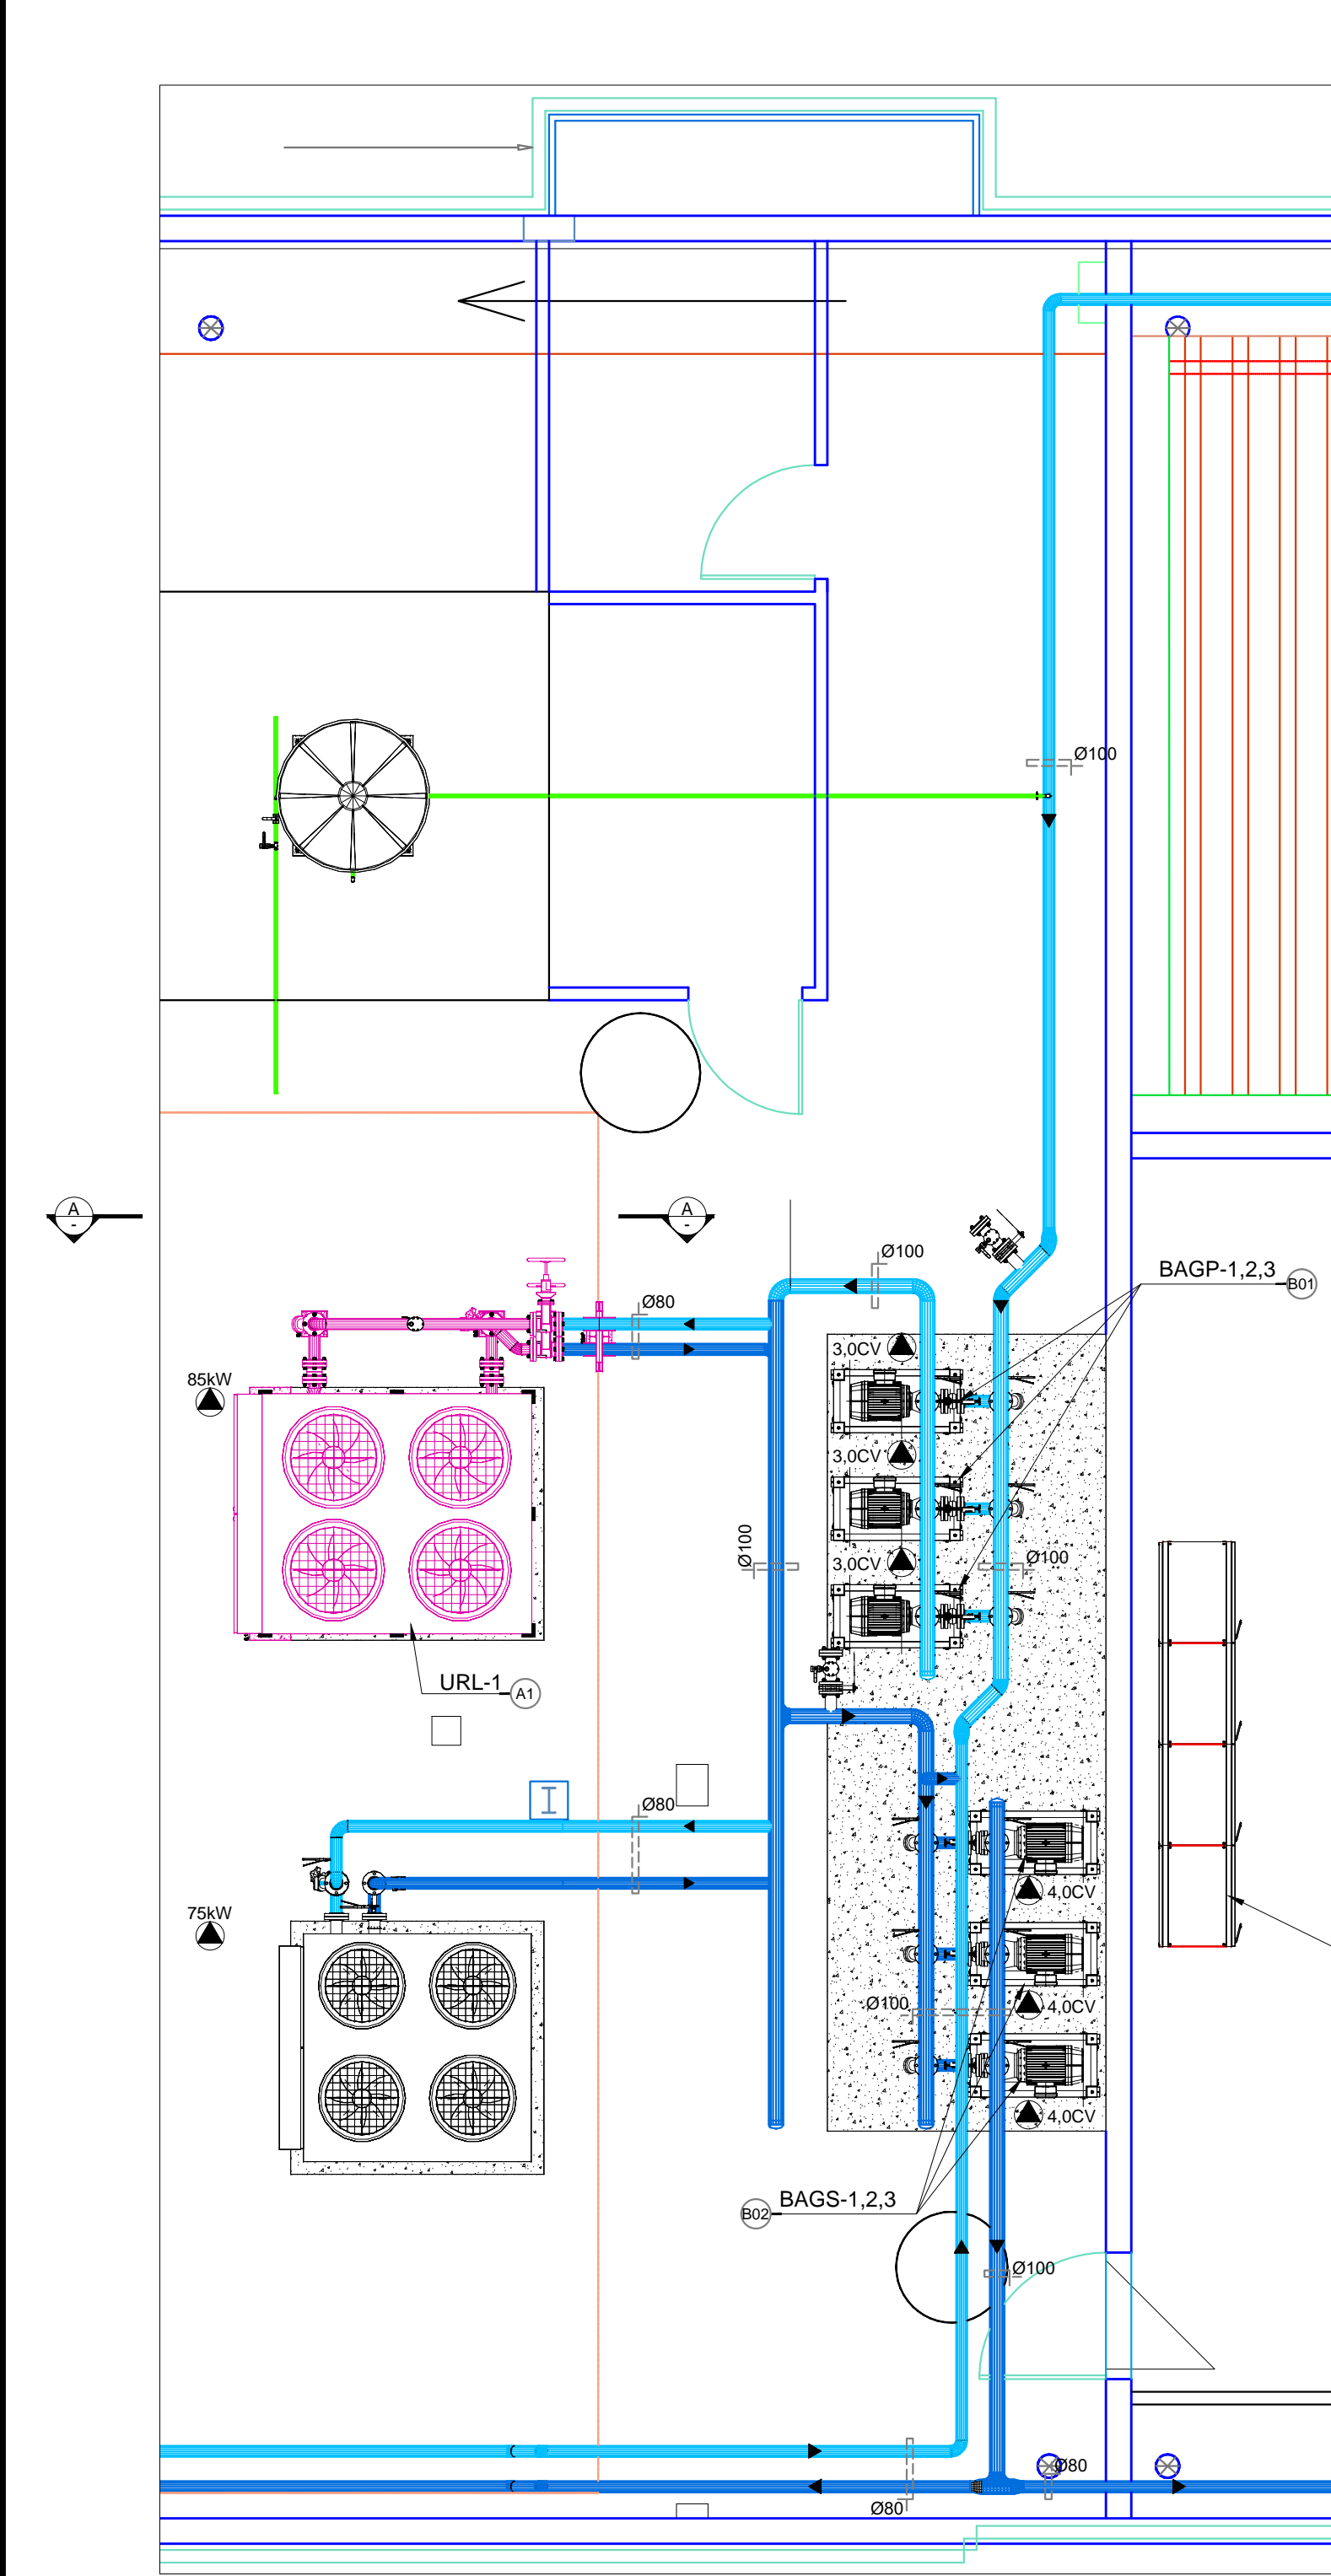 Ø100
A
-
A
-
Ø100
BAGP-1,2,3
B01
Ø80
3,0CV
85kW
3,0CV
Ø100
Ø100
3,0CV
URL-1
A1
Ø80
4,0CV
75kW
Ø100
4,0CV
4,0CV
B02
BAGS-1,2,3
Ø100
Ø80
Ø80